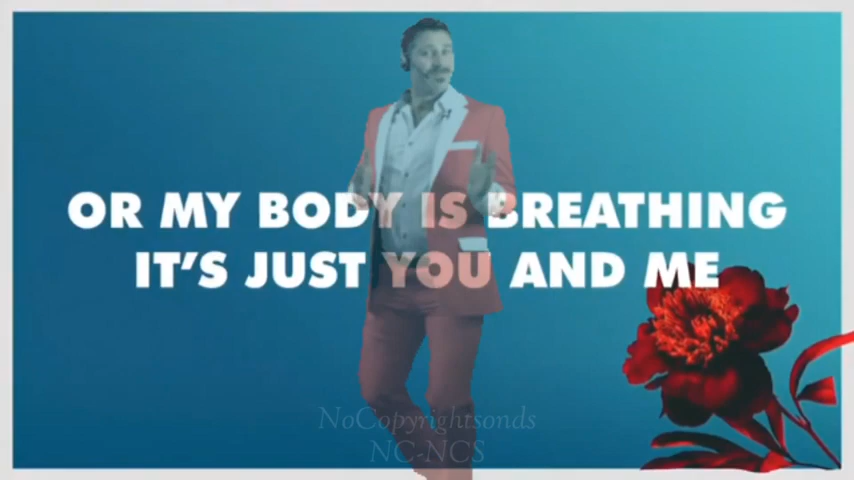 OR MY BODY IS BREATHING
IT'S JUST YOU AND ME
NoCopyrightsonds
NC-NCS